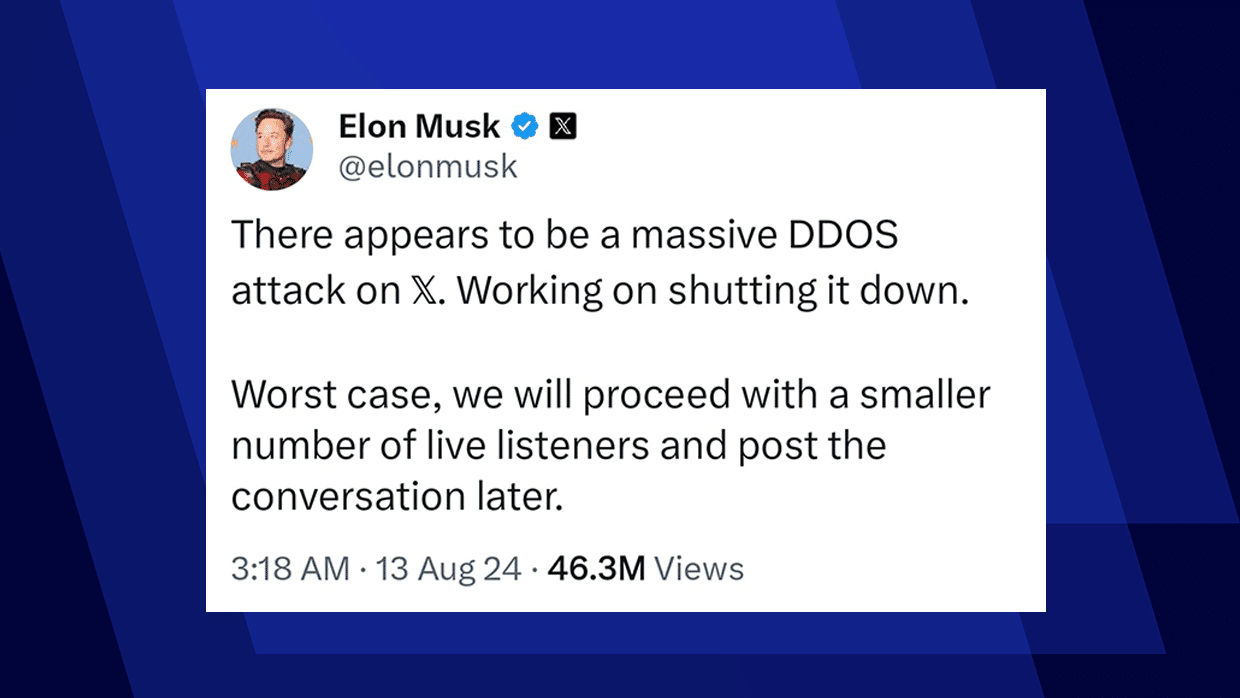 Elon Musk
@elonmusk
There appears to be a massive DDOS
attack on 𝕏. Working on shutting it down.
Worst case, we will proceed with a smaller
number of live listeners and post the
conversation later.
3:18 AM · 13 Aug 24 · 46.3M Views